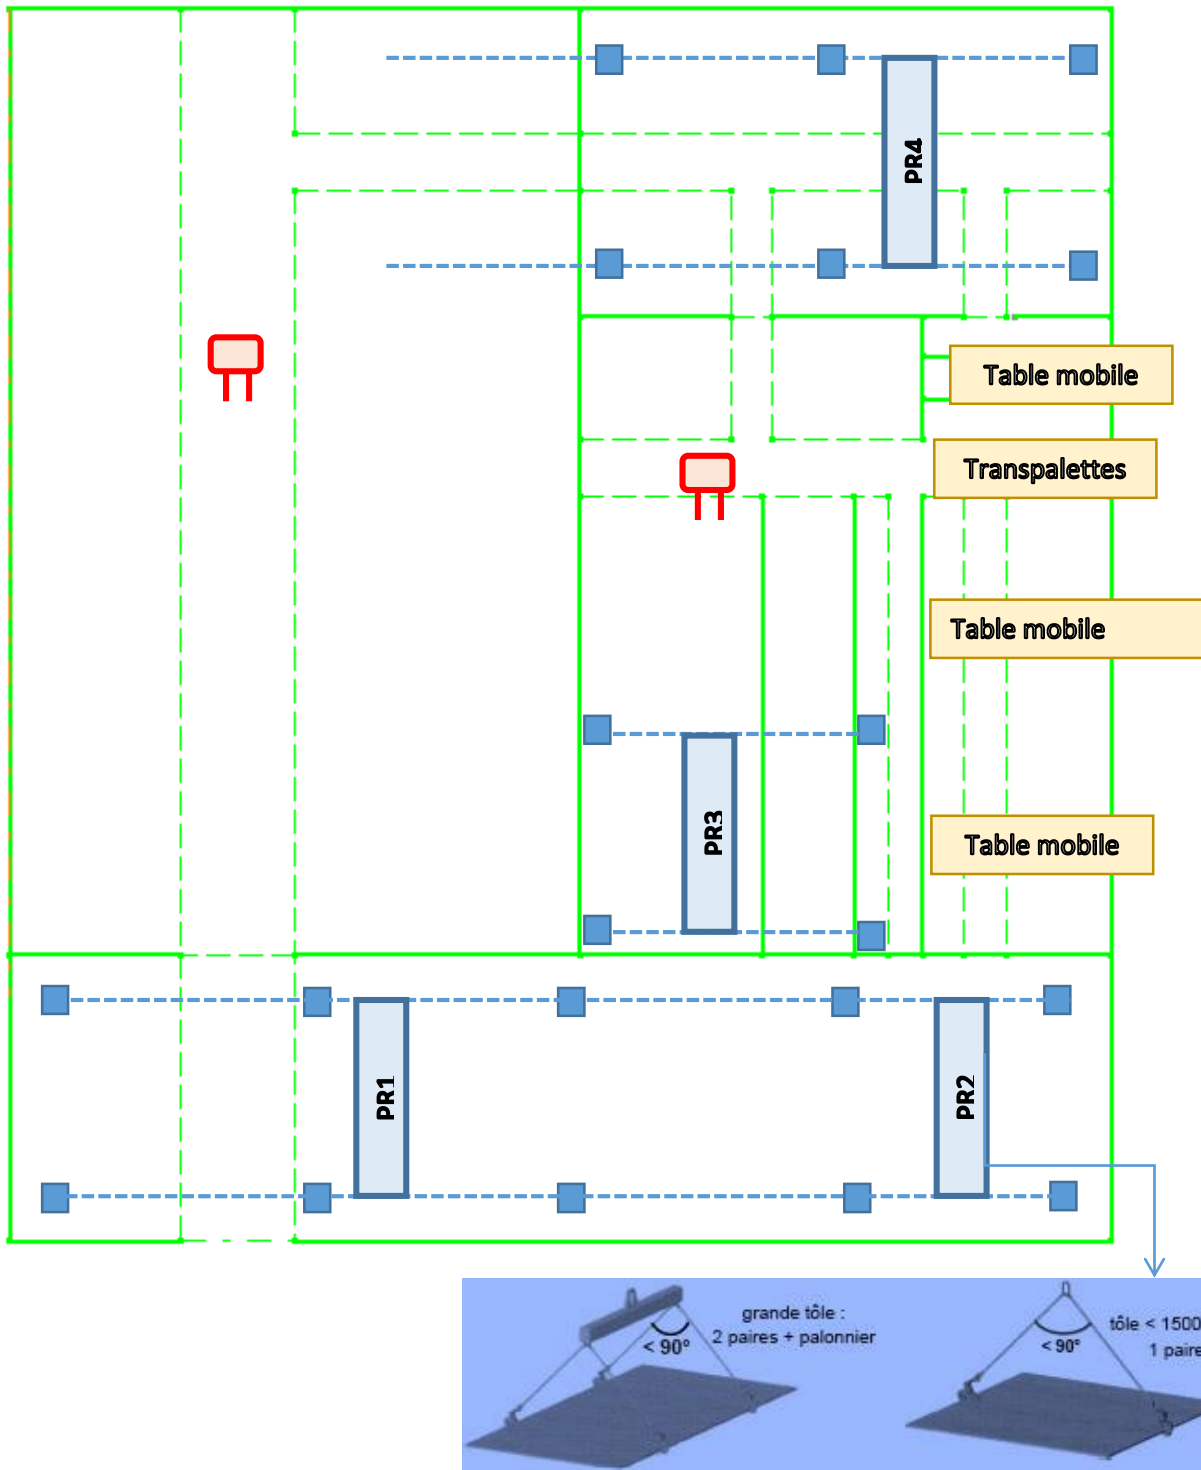 PR4
Table mobile
Transpalettes
Table mobile
PR3
Table mobile
PR1
PR2
grande tôle :
2 paires + palonnier
< 90°
tôle < 1500
1 paire
< 90°